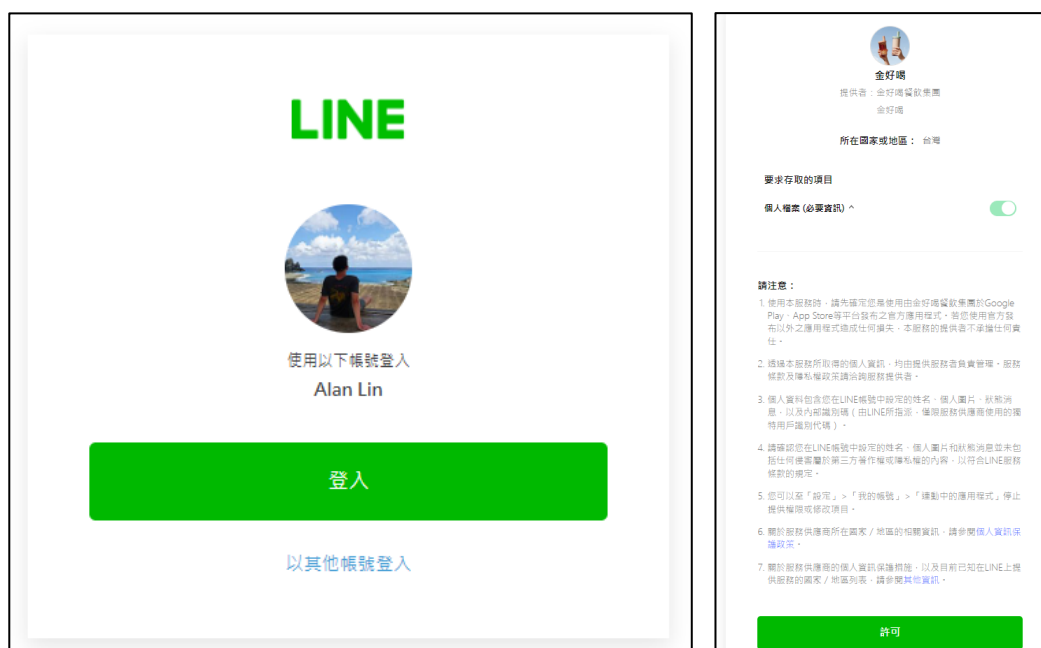 LINE
使用以下帳號登入
Alan Lin
登入
以其他帳號登入
金好喝
提供者：金好喝餐飲集團
金好喝
所在國家或地區： 台灣
要求存取的項目
個人檔案 (必要資訊) ^
請注意：
1. 使用本服務時，請先確定您是使用由金好喝餐飲集團於Google
Play、App Store等平台發布之官方應用程式。若您使用官方發
布以外之應用程式造成任何損失，本服務的提供者不承擔任何責
任。
2. 透過本服務所取得的個人資訊，均由提供服務者負責管理。服務
條款及隱私權政策請洽詢服務提供者。
3. 個人資料包含您在LINE帳號中設定的姓名、個人圖片、狀態消
息，以及內部識別碼（由LINE所指派，僅限服務供應商使用的獨
特用戶識別代碼）。
4. 請確認您在LINE帳號中設定的姓名、個人圖片和狀態消息並未包
括任何侵害屬於第三方著作權或隱私權的內容，以符合LINE服務
條款的規定。
5. 您可以至「設定」>「我的帳號」>「連動中的應用程式」停止
提供權限或修改項目。
6. 關於服務供應商所在國家／地區的相關資訊，請參閱個人資訊保
護政策。
7. 關於服務供應商的個人資訊保護措施，以及目前已知在LINE上提
供服務的國家／地區列表，請參閱其他資訊。
許可